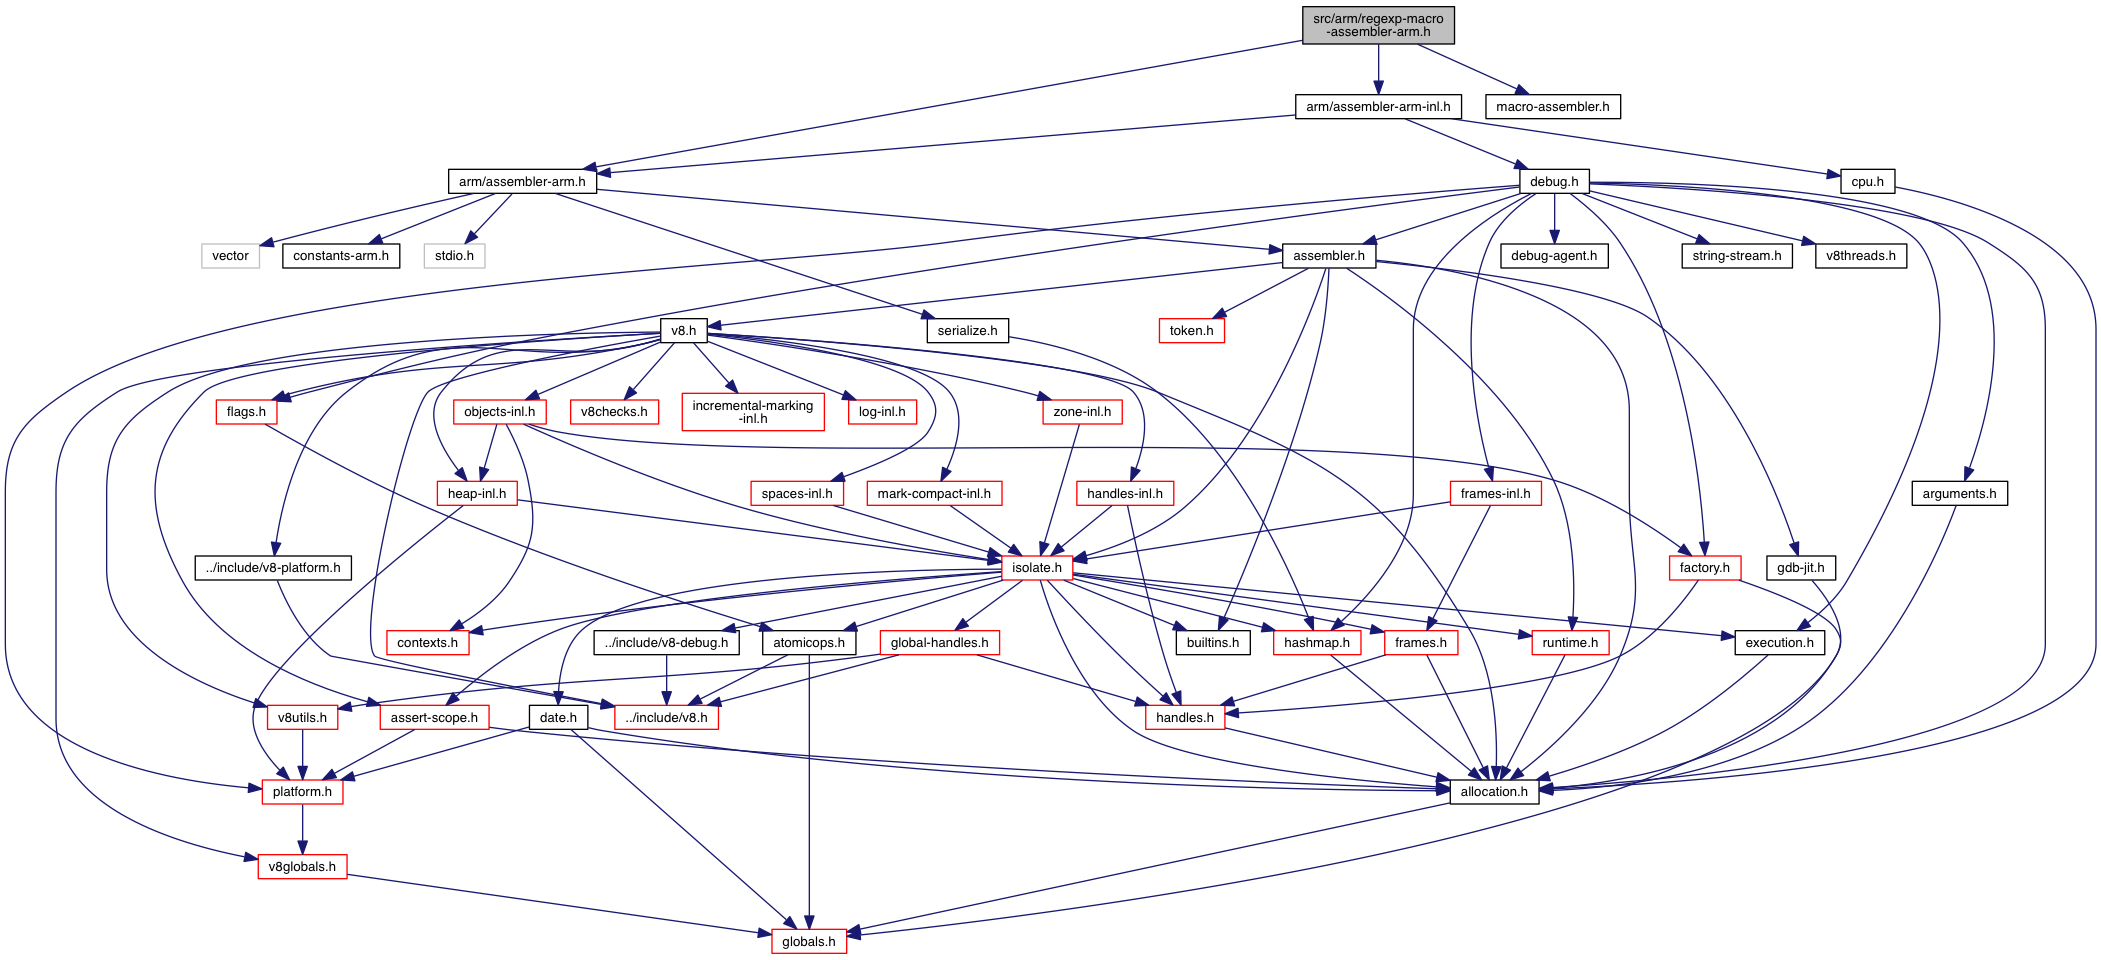 src/arm/regexp-macro
-assembler-arm.h
arm/assembler-arm-inl.h
macro-assembler.h
arm/assembler-arm.h
debug.h
cpu.h
vector
constants-arm.h
stdio.h
assembler.h
debug-agent.h
string-stream.h
v8threads.h
v8.h
serialize.h
token.h
flags.h
objects-inl.h
v8checks.h
incremental-marking
-inl.h
log-inl.h
zone-inl.h
heap-inl.h
spaces-inl.h
mark-compact-inl.h
handles-inl.h
frames-inl.h
arguments.h
../include/v8-platform.h
isolate.h
factory.h
gdb-jit.h
contexts.h
../include/v8-debug.h
atomicops.h
global-handles.h
builtins.h
hashmap.h
frames.h
runtime.h
execution.h
v8utils.h
assert-scope.h
date.h
../include/v8.h
handles.h
platform.h
allocation.h
v8globals.h
globals.h